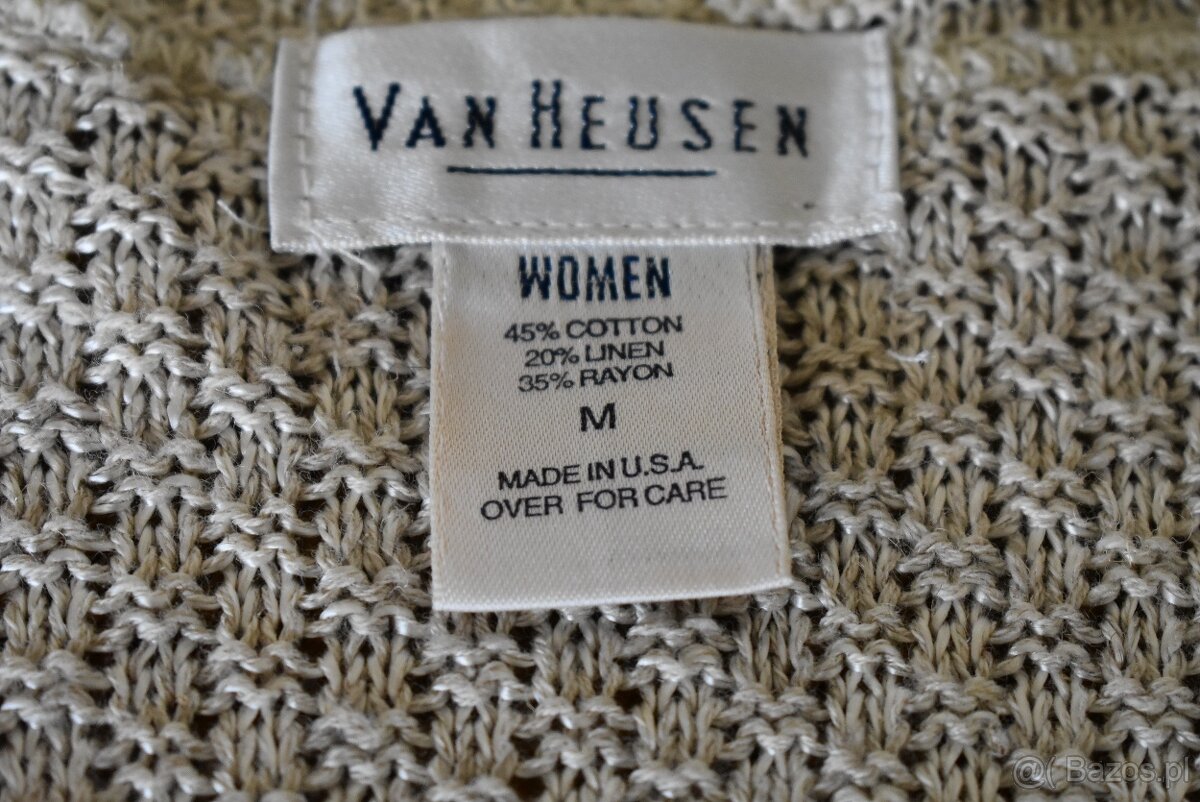 VAN HEUSEN
WOMEN
45% COTTON
20% LINEN
35% RAYON
M
MADE IN U.S.A.
OVER FOR CARE
@( Bazos.pl